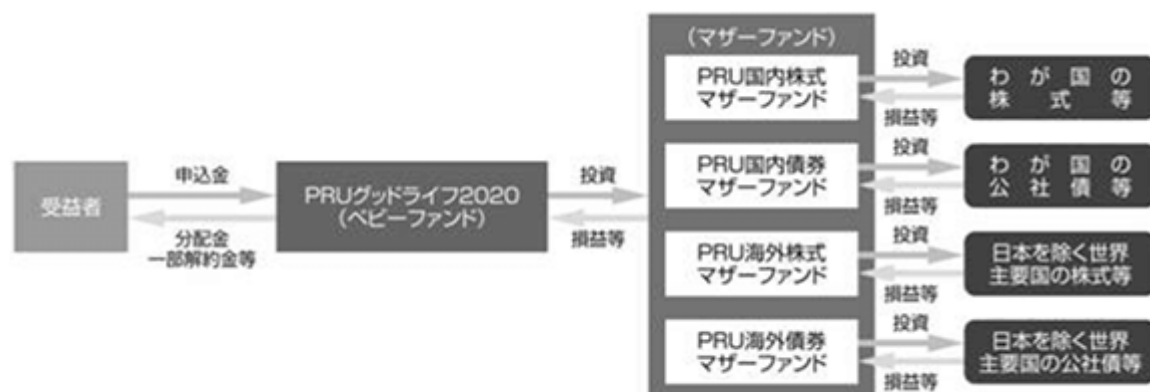 受益者
申込金
分配金
一部解約金等
PRUグッドライフ2020
(ベビーファンド)
投資
損益等
(マザーファンド)
PRU国内株式
マザーファンド
投資
損益等
わが国の
株式等
PRU国内債券
マザーファンド
投資
損益等
わが国の
公社債等
PRU海外株式
マザーファンド
投資
損益等
日本を除く世界
主要国の株式等
PRU海外債券
マザーファンド
投資
損益等
日本を除く世界
主要国の公社債等